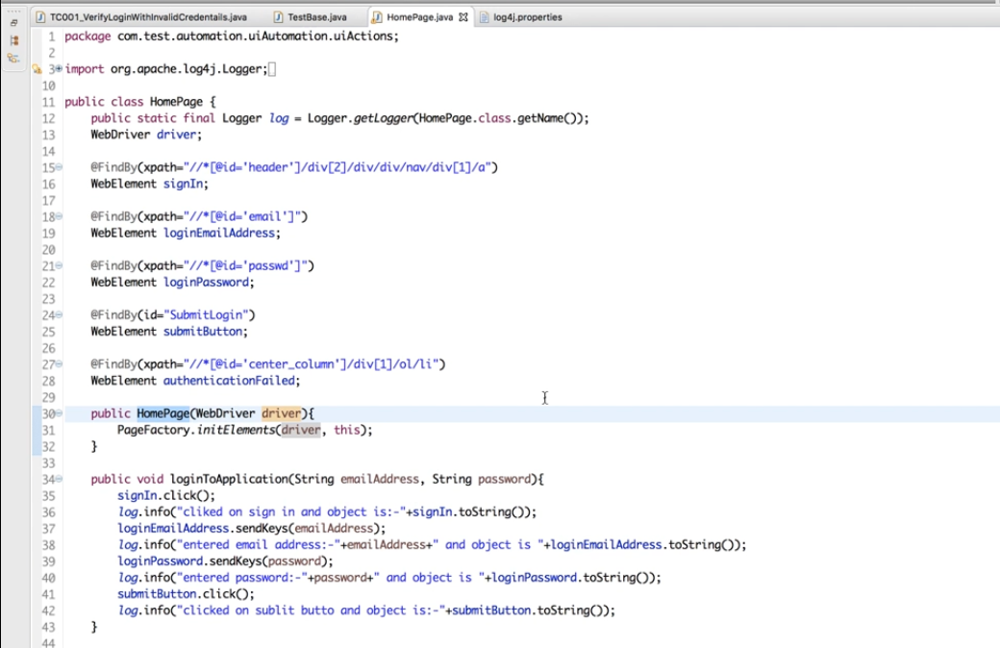 TC001_VerifyLoginWithInvalidCredentails.java TestBase.java HomePage.java log4j.properties
1 package com.test.automation.uiAutomation.uiActions;
2
3 import org.apache.log4j.Logger;
10
11 public class HomePage {
12 public static final Logger log = Logger.getLogger(HomePage.class.getName());
13 WebDriver driver;
14
15 @FindBy(xpath="//*[@id='header']/div[2]/div/div/nav/div[1]/a")
16 WebElement signIn;
17
18 @FindBy(xpath="//*[@id='email']")
19 WebElement loginEmailAddress;
20
21 @FindBy(xpath="//*[@id='passwd']")
22 WebElement loginPassword;
23
24 @FindBy(id="SubmitLogin")
25 WebElement submitButton;
26
27 @FindBy(xpath="//*[@id='center_column']/div[1]/ol/li")
28 WebElement authenticationFailed;
29
30 public HomePage(WebDriver driver){
31 PageFactory.initElements(driver, this);
32 }
33
34 public void loginToApplication(String emailAddress, String password){
35 signIn.click();
36 log.info("cliked on sign in and object is:-"+signIn.toString());
37 loginEmailAddress.sendKeys(emailAddress);
38 log.info("entered email address:-"+emailAddress+" and object is "+loginEmailAddress.toString());
39 loginPassword.sendKeys(password);
40 log.info("entered password:-"+password+" and object is "+loginPassword.toString());
41 submitButton.click();
42 log.info("clicked on sublit butto and object is:-"+submitButton.toString());
43 }
44